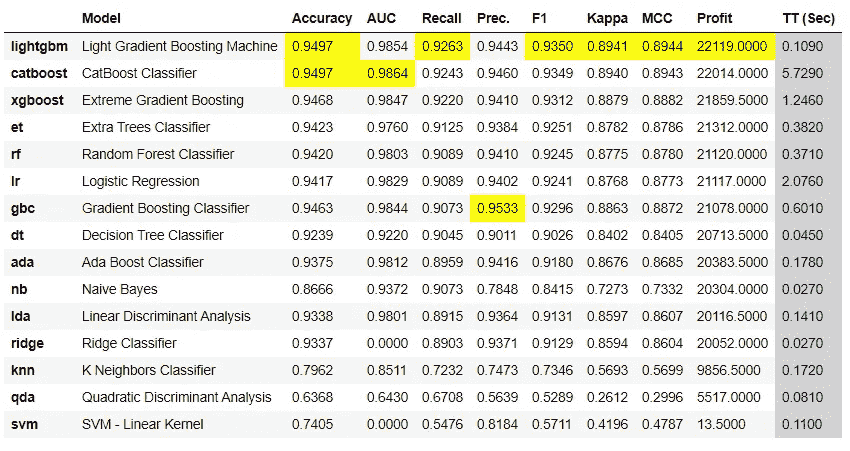 Model Accuracy AUC Recall Prec. F1 Kappa MCC Profit TT (Sec)
lightgbm Light Gradient Boosting Machine 0.9497 0.9854 0.9263 0.9443 0.9350 0.8941 0.8944 22119.0000 0.1090
catboost CatBoost Classifier 0.9497 0.9864 0.9243 0.9460 0.9349 0.8940 0.8943 22014.0000 5.7290
xgboost Extreme Gradient Boosting 0.9468 0.9847 0.9220 0.9410 0.9312 0.8879 0.8882 21859.5000 1.2460
et Extra Trees Classifier 0.9423 0.9760 0.9125 0.9384 0.9251 0.8782 0.8786 21312.0000 0.3820
rf Random Forest Classifier 0.9420 0.9803 0.9089 0.9410 0.9245 0.8775 0.8780 21120.0000 0.3710
lr Logistic Regression 0.9417 0.9829 0.9089 0.9402 0.9241 0.8768 0.8773 21117.0000 2.0760
gbc Gradient Boosting Classifier 0.9463 0.9844 0.9073 0.9533 0.9296 0.8863 0.8872 21078.0000 0.6010
dt Decision Tree Classifier 0.9239 0.9220 0.9045 0.9011 0.9026 0.8402 0.8405 20713.5000 0.0450
ada Ada Boost Classifier 0.9375 0.9812 0.8959 0.9416 0.9180 0.8676 0.8685 20383.5000 0.1780
nb Naive Bayes 0.8666 0.9372 0.9073 0.7848 0.8415 0.7273 0.7332 20304.0000 0.0270
lda Linear Discriminant Analysis 0.9338 0.9801 0.8915 0.9364 0.9131 0.8597 0.8607 20116.5000 0.1410
ridge Ridge Classifier 0.9337 0.0000 0.8903 0.9371 0.9129 0.8594 0.8604 20052.0000 0.0270
knn K Neighbors Classifier 0.7962 0.8511 0.7232 0.7473 0.7346 0.5693 0.5699 9856.5000 0.1720
qda Quadratic Discriminant Analysis 0.6368 0.6430 0.6708 0.5639 0.5289 0.2612 0.2996 5517.0000 0.0810
svm SVM - Linear Kernel 0.7405 0.0000 0.5476 0.8184 0.5711 0.4196 0.4787 13.5000 0.1100